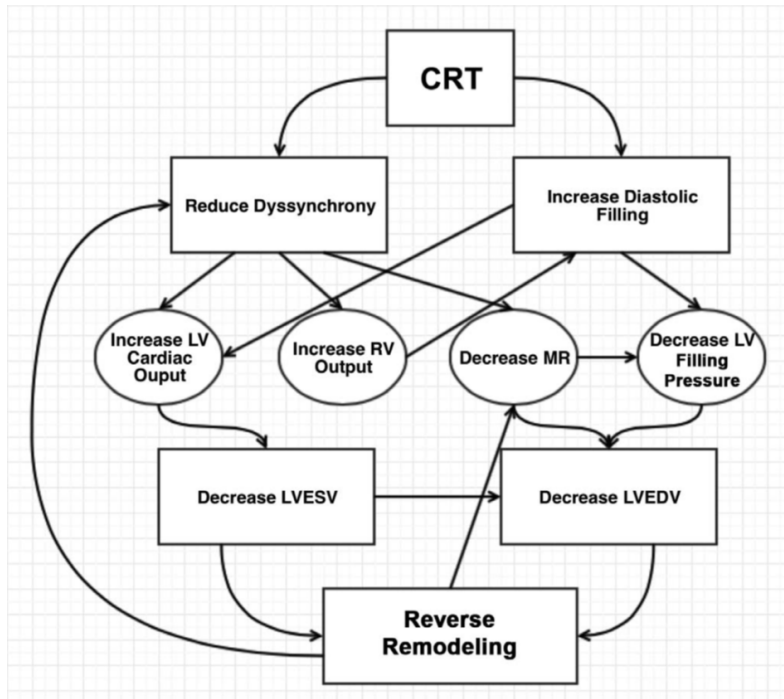 CRT
Reduce Dyssynchrony
Increase Diastolic
Filling
Increase LV
Cardiac
Ouput
Increase RV
Output
Decrease MR
Decrease LV
Filling
Pressure
Decrease LVESV
Decrease LVEDV
Reverse
Remodeling